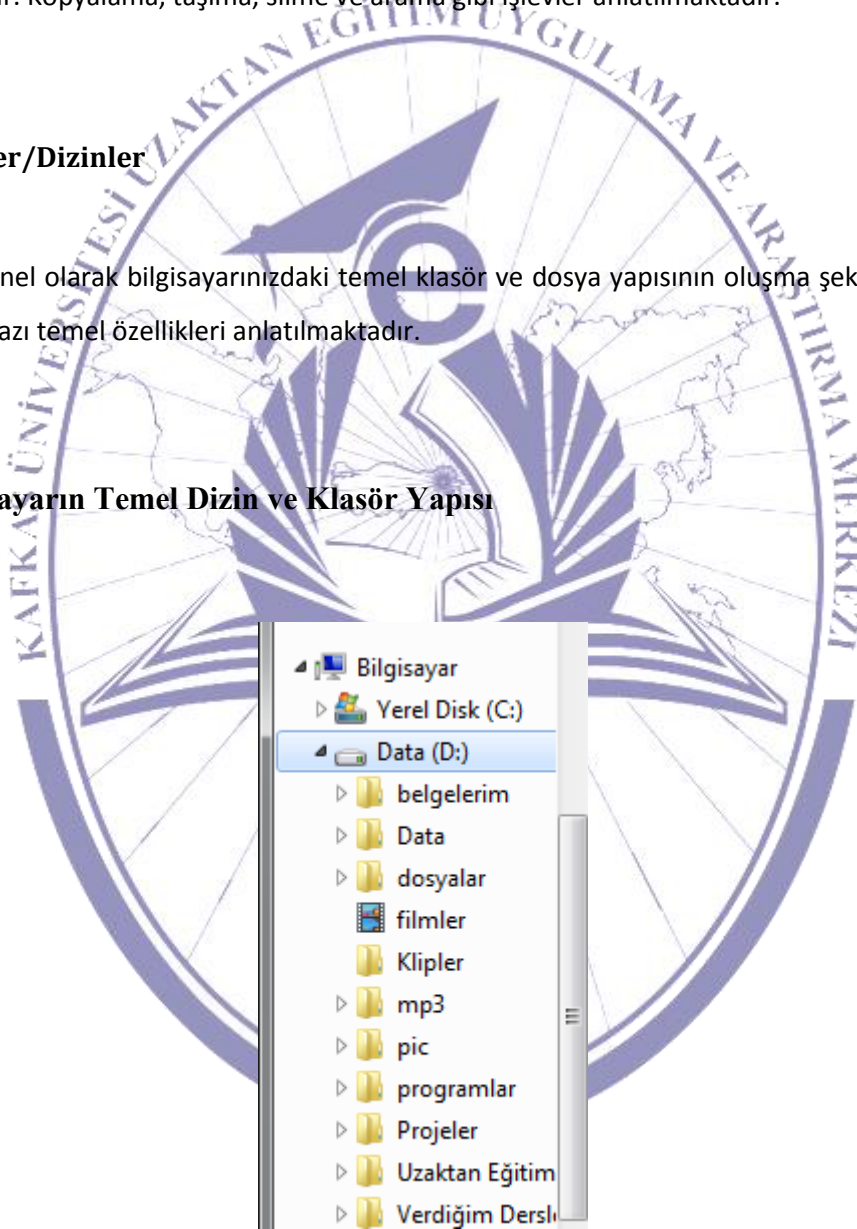 Kopyalama, taşıma, silme ve arama gibi işlevler anlatılmaktadır.
KAFKAS ÜNİVERSİTESİ UZAKTAN EĞİTİM UYGULAMA VE ARAŞTIRMA MERKEZİ
e
er/Dizinler
nel olarak bilgisayarınızdaki temel klasör ve dosya yapısının oluşma şek
azı temel özellikleri anlatılmaktadır.
ayarın Temel Dizin ve Klasör Yapısı
Bilgisayar
Yerel Disk (C:)
Data (D:)
belgelerim
Data
dosyalar
filmler
Klipler
mp3
pic
programlar
Projeler
Uzaktan Eğitim
Verdiğim Dersl